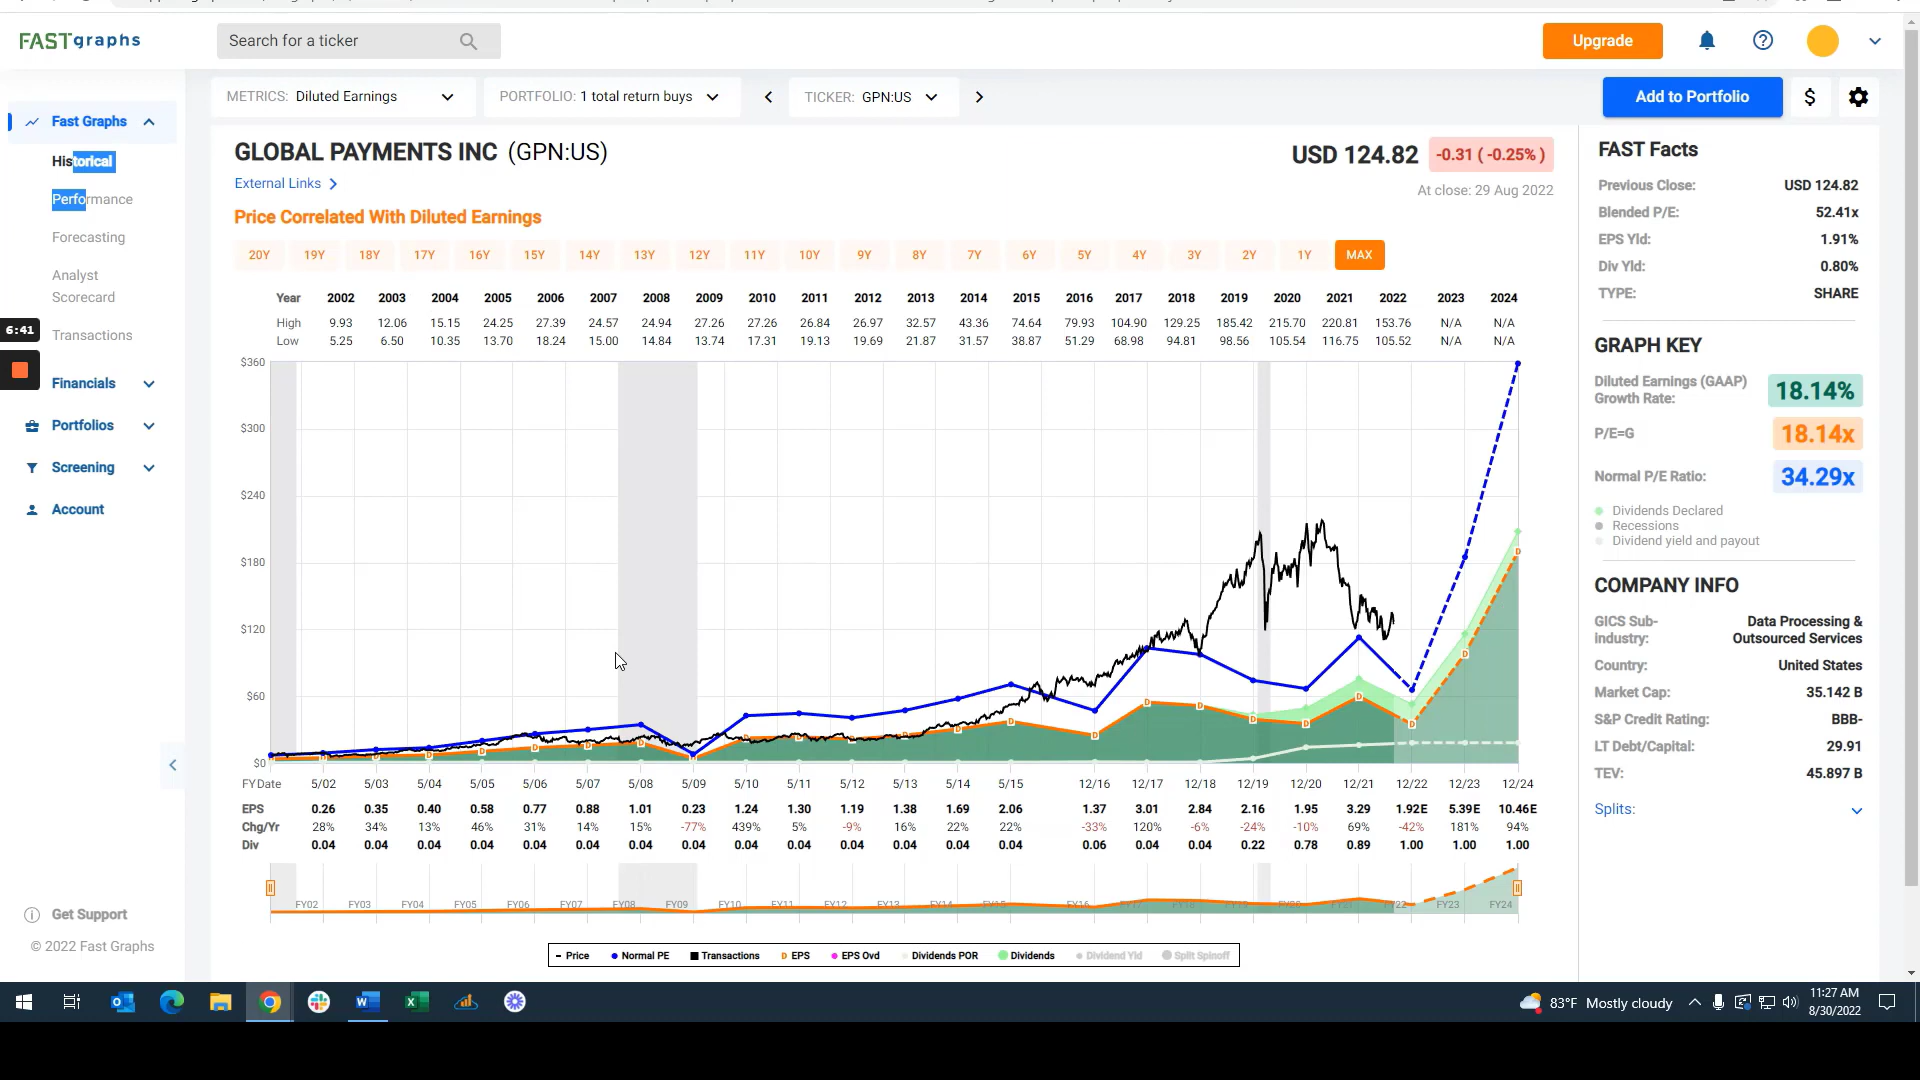 FASTgraphs
Search for a ticker
Upgrade
METRICS: Diluted Earnings
PORTFOLIO: 1 total return buys
TICKER: GPN:US
Add to Portfolio
$
Fast Graphs
Historical
Performance
Forecasting
Analyst
Scorecard
Transactions
6:41
Financials
Portfolios
Screening
Account
Get Support
© 2022 Fast Graphs
GLOBAL PAYMENTS INC (GPN:US)
External Links
USD 124.82 -0.31 ( -0.25% )
At close: 29 Aug 2022
Price Correlated With Diluted Earnings
20Y 19Y 18Y 17Y 16Y 15Y 14Y 13Y 12Y 11Y 10Y 9Y 8Y 7Y 6Y 5Y 4Y 3Y 2Y 1Y MAX
Year 2002 2003 2004 2005 2006 2007 2008 2009 2010 2011 2012 2013 2014 2015 2016 2017 2018 2019 2020 2021 2022 2023 2024
High 9.93 12.06 15.15 24.25 27.39 24.57 24.94 27.26 27.26 26.84 26.97 32.57 43.36 74.64 79.93 104.90 129.25 185.42 215.70 220.81 153.76 N/A N/A
Low 5.25 6.50 10.35 13.70 18.24 15.00 14.84 13.74 17.31 19.13 19.69 21.87 31.57 38.87 51.29 68.98 94.81 98.56 105.54 116.75 105.52 N/A N/A
$360
$300
$240
$180
$120
$60
$0
FY Date 5/02 5/03 5/04 5/05 5/06 5/07 5/08 5/09 5/10 5/11 5/12 5/13 5/14 5/15 12/16 12/17 12/18 12/19 12/20 12/21 12/22 12/23 12/24
EPS 0.26 0.35 0.40 0.58 0.77 0.88 1.01 0.23 1.24 1.30 1.19 1.38 1.69 2.06 1.37 3.01 2.84 2.16 1.95 3.29 1.92E 5.39E 10.46E
Chg/Yr 28% 34% 13% 46% 31% 14% 15% -77% 439% 5% -9% 16% 22% 22% -33% 120% -6% -24% -10% 69% -42% 181% 94%
Div 0.04 0.04 0.04 0.04 0.04 0.04 0.04 0.04 0.04 0.04 0.04 0.04 0.04 0.04 0.06 0.04 0.04 0.22 0.78 0.89 1.00 1.00 1.00
FY02 FY03 FY04 FY05 FY06 FY07 FY08 FY09 FY10 FY11 FY12 FY13 FY14 FY15 FY16 FY22 FY23 FY24
Price Normal PE Transactions EPS EPS Ovd Dividends POR Dividends Dividend Yld Split Spinoff
FAST Facts
Previous Close: USD 124.82
Blended P/E: 52.41x
EPS Yld: 1.91%
Div Yld: 0.80%
TYPE: SHARE
GRAPH KEY
Diluted Earnings (GAAP)
Growth Rate: 18.14%
P/E=G 18.14x
Normal P/E Ratio: 34.29x
Dividends Declared
Recessions
Dividend yield and payout
COMPANY INFO
GICS Sub-
industry: Data Processing &
Outsourced Services
Country: United States
Market Cap: 35.142 B
S&P Credit Rating: BBB-
LT Debt/Capital: 29.91
TEV: 45.897 B
Splits:
83°F Mostly cloudy
11:27 AM
8/30/2022